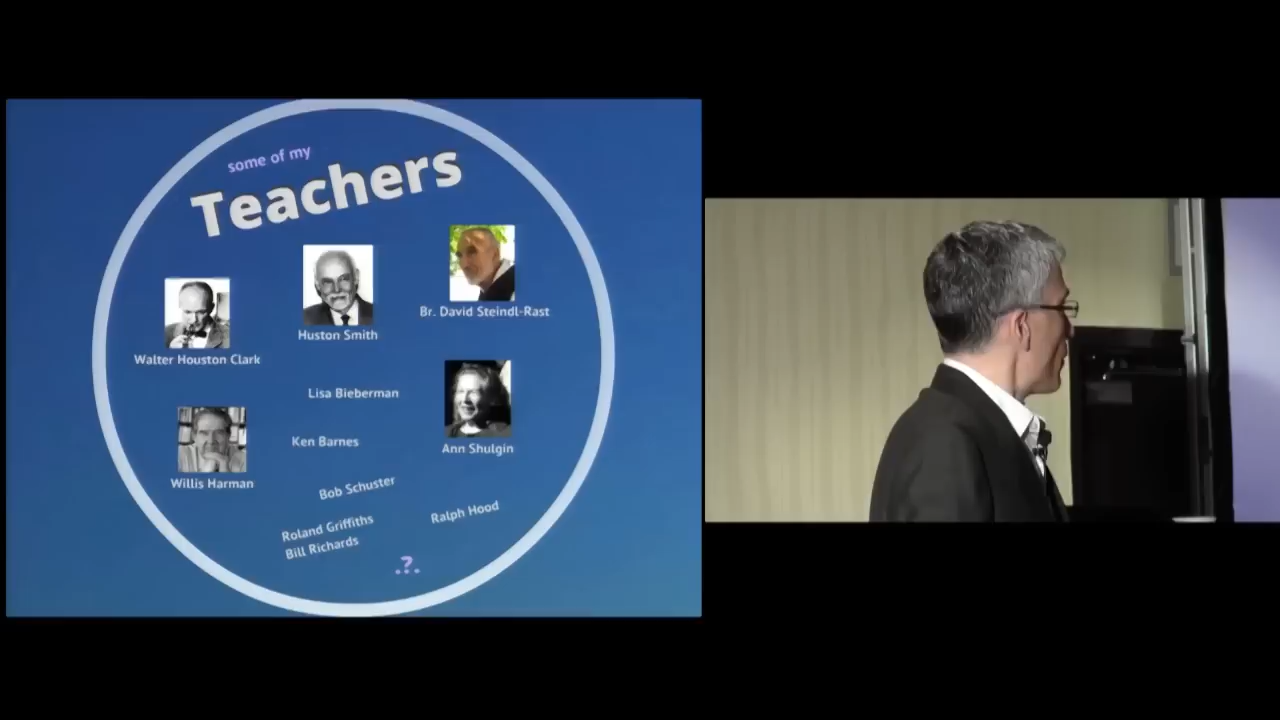 some of my
Teachers
Br. David Steindl-Rast
Huston Smith
Walter Houston Clark
Lisa Bieberman
Ken Barnes
Ann Shulgin
Willis Harman
Bob Schuster
Ralph Hood
Roland Griffiths
Bill Richards
.?.